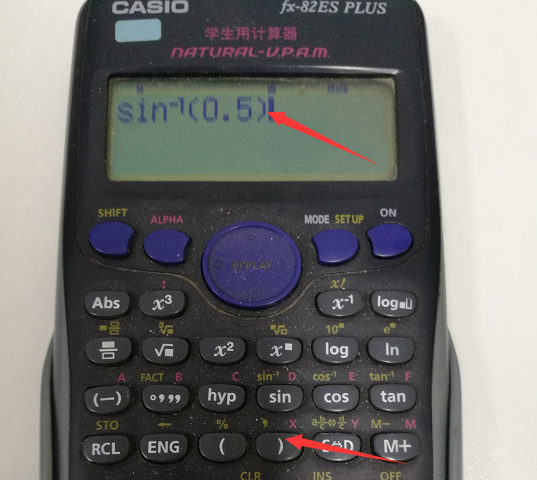 CASIO fx-82ES PLUS
学生用计算器
NATURAL-V.P.A.M.
Math
sin⁻¹(0.5)
SHIFT ALPHA MODE SETUP ON
REPLAY
x!
Abs x³ x⁻¹ log
10 e
√ x² x log ln
A FACT B C sin⁻¹ D cos⁻¹ E tan⁻¹ F
(−) °,,, hyp sin cos tan
STO ← % , X a b/c⇔d/c Y M− M
RCL ENG ( ) S⇔D M+
CLR INS OFF